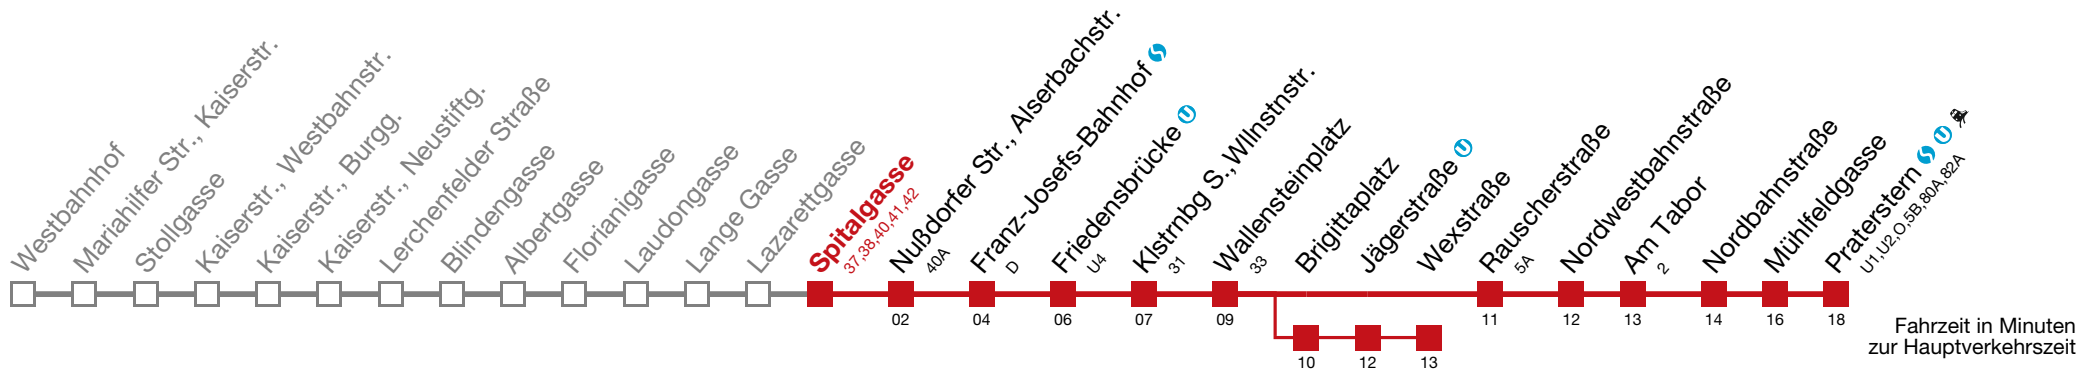 Westbahnhof
Mariahilfer Str., Kaiserstr.
Stollgasse
Kaiserstr., Westbahnstr.
Kaiserstr., Burgg.
Kaiserstr., Neustiftg.
Lerchenfelder Straße
Blindengasse
Albertgasse
Florianigasse
Laudongasse
Lange Gasse
Lazarettgasse
Spitalgasse
37,38,40,41,42
Nußdorfer Str., Alserbachstr.
40A
Franz-Josefs-Bahnhof
D
Friedensbrücke U
U4
Klstrnbg S., Wllnstnstr.
31
Wallensteinplatz
33
Brigittaplatz
Jägerstraße U
Wexstraße
Rauscherstraße
5A
Nordwestbahnstraße
Am Tabor
2
Nordbahnstraße
Mühlfeldgasse
Praterstern U
U1,U2,O,5B,80A,82A
02 04 06 07 09 11 12 13 14 16 18
10 12 13
Fahrzeit in Minuten
zur Hauptverkehrszeit